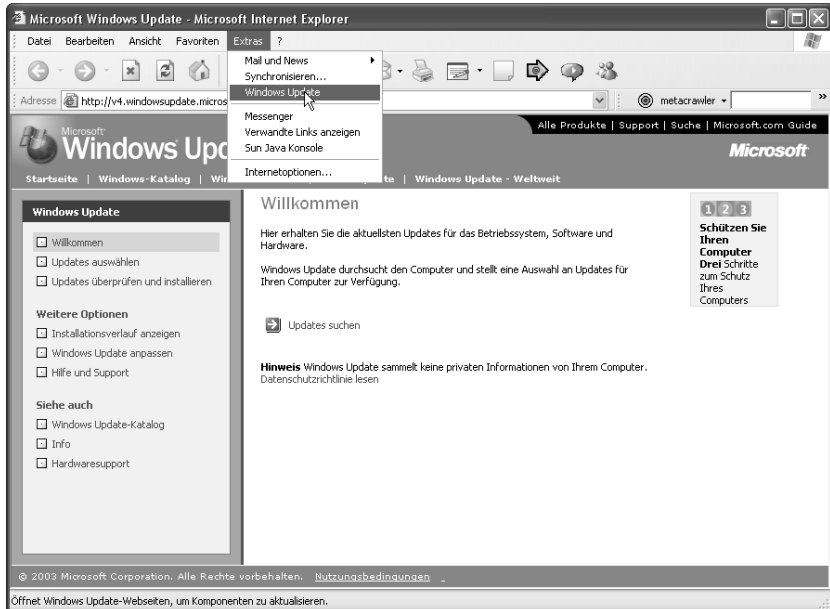 Microsoft Windows Update - Microsoft Internet Explorer
Datei Bearbeiten Ansicht Favoriten Extras ?
Mail und News
Synchronisieren...
Windows Update
Messenger
Verwandte Links anzeigen
Sun Java Konsole
Internetoptionen...
Adresse http://v4.windowsupdate.micros
metacrawler
»
Alle Produkte | Support | Suche | Microsoft.com Guide
Microsoft
Windows Upd
Microsoft
Startseite | Windows-Katalog | Wi
te | Windows Update - Weltweit
Windows Update
Willkommen
Updates auswählen
Updates überprüfen und installieren
Weitere Optionen
Installationsverlauf anzeigen
Windows Update anpassen
Hilfe und Support
Siehe auch
Windows Update-Katalog
Info
Hardwaresupport
Willkommen
Hier erhalten Sie die aktuellsten Updates für das Betriebssystem, Software und
Hardware.
Windows Update durchsucht den Computer und stellt eine Auswahl an Updates für
Ihren Computer zur Verfügung.
Updates suchen
Hinweis Windows Update sammelt keine privaten Informationen von Ihrem Computer.
Datenschutzrichtlinie lesen
1 2 3
Schützen Sie
Ihren
Computer
Drei Schritte
zum Schutz
Ihres
Computers
© 2003 Microsoft Corporation. Alle Rechte vorbehalten. Nutzungsbedingungen
Öffnet Windows Update-Webseiten, um Komponenten zu aktualisieren.